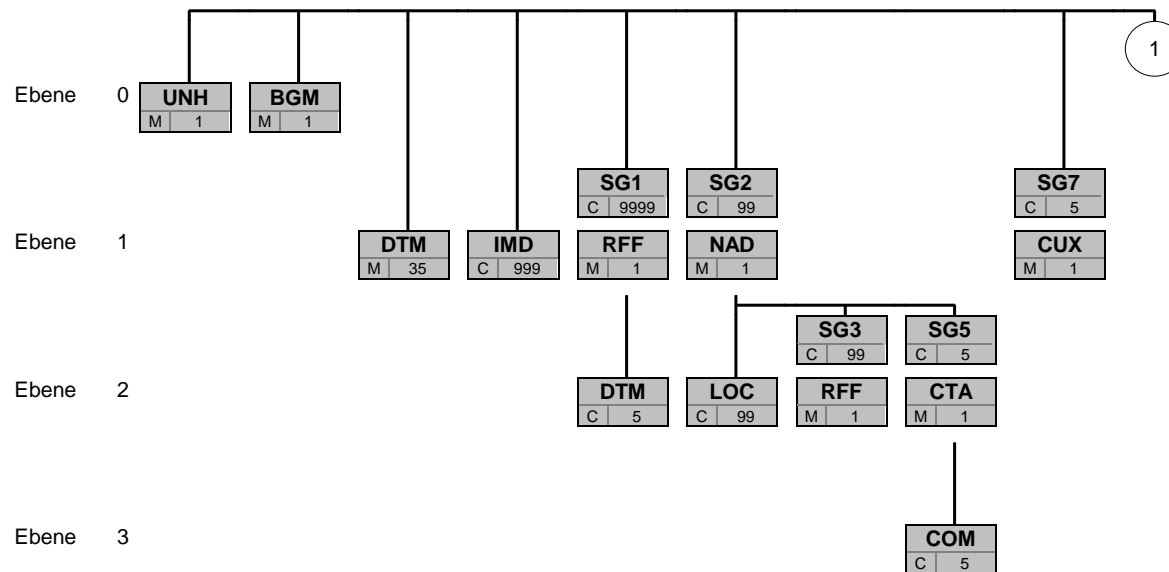 1
Ebene 0 UNH BGM
M 1 M 1
SG1 SG2 SG7
C 9999 C 99 C 5
Ebene 1 DTM IMD RFF NAD CUX
M 35 C 999 M 1 M 1 M 1
SG3 SG5
C 99 C 5
Ebene 2 DTM LOC RFF CTA
C 5 C 99 M 1 M 1
Ebene 3 COM
C 5